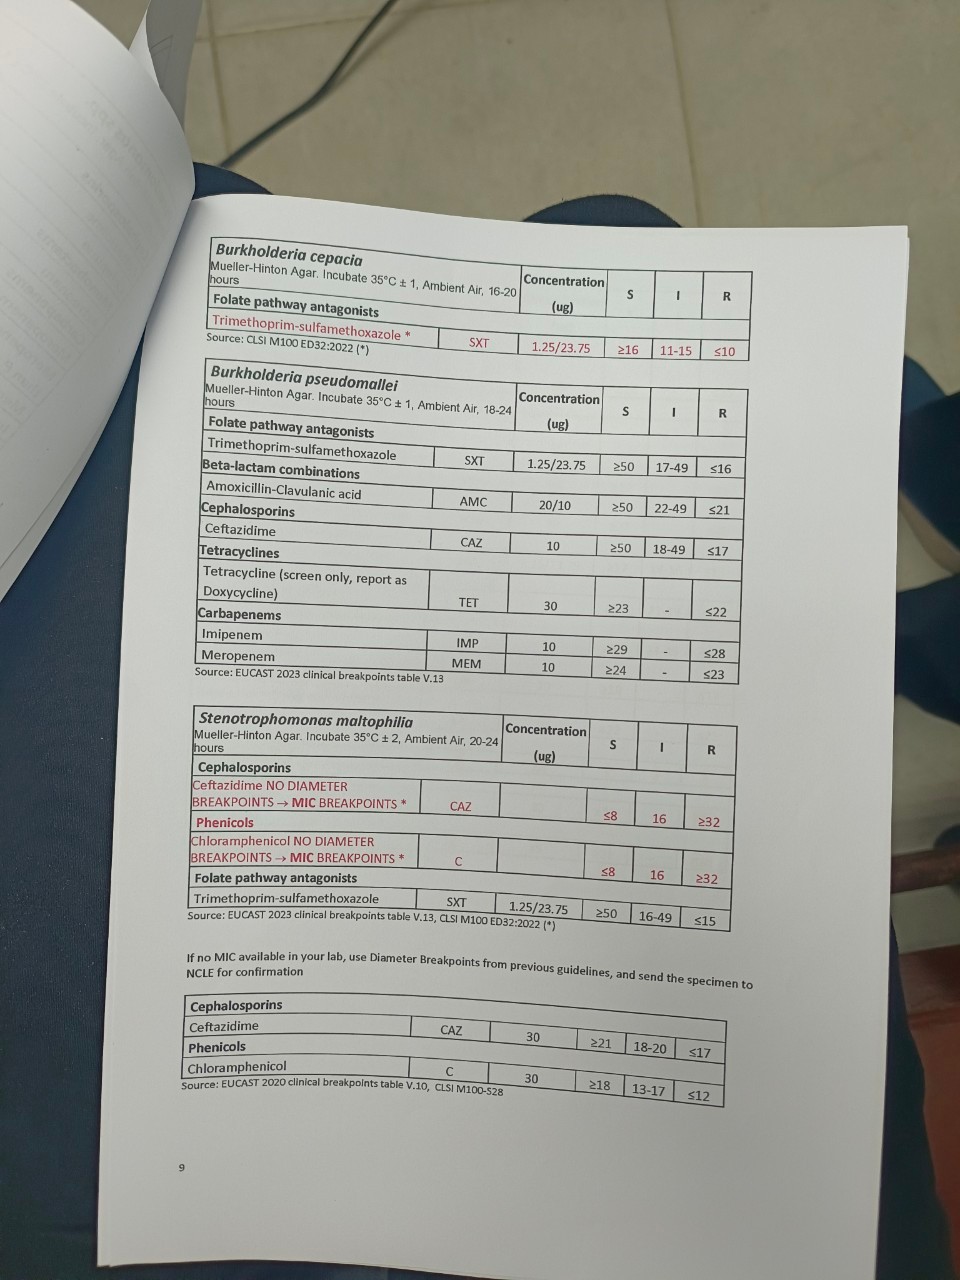 Burkholderia cepacia
Mueller-Hinton Agar. Incubate 35°C ± 1, Ambient Air, 16-20
hours
Concentration
(ug)
S I R
Folate pathway antagonists
Trimethoprim-sulfamethoxazole * SXT 1.25/23.75 ≥16 11-15 ≤10
Source: CLSI M100 ED32:2022 (*)
Burkholderia pseudomallei
Mueller-Hinton Agar. Incubate 35°C ± 1, Ambient Air, 18-24
hours
Concentration
(ug)
S I R
Folate pathway antagonists
Trimethoprim-sulfamethoxazole SXT 1.25/23.75 ≥50 17-49 ≤16
Beta-lactam combinations
Amoxicillin-Clavulanic acid AMC 20/10 ≥50 22-49 ≤21
Cephalosporins
Ceftazidime CAZ 10 ≥50 18-49 ≤17
Tetracyclines
Tetracycline (screen only, report as
Doxycycline) TET 30 ≥23 - ≤22
Carbapenems
Imipenem IMP 10 ≥29 - ≤28
Meropenem MEM 10 ≥24 - ≤23
Source: EUCAST 2023 clinical breakpoints table V.13
Stenotrophomonas maltophilia
Mueller-Hinton Agar. Incubate 35°C ± 2, Ambient Air, 20-24
hours
Concentration
(ug)
S I R
Cephalosporins
Ceftazidime NO DIAMETER
BREAKPOINTS → MIC BREAKPOINTS * CAZ ≤8 16 ≥32
Phenicols
Chloramphenicol NO DIAMETER
BREAKPOINTS → MIC BREAKPOINTS * C ≤8 16 ≥32
Folate pathway antagonists
Trimethoprim-sulfamethoxazole SXT 1.25/23.75 ≥50 16-49 ≤15
Source: EUCAST 2023 clinical breakpoints table V.13, CLSI M100 ED32:2022 (*)
If no MIC available in your lab, use Diameter Breakpoints from previous guidelines, and send the specimen to
NCLE for confirmation
Cephalosporins
Ceftazidime CAZ 30 ≥21 18-20 ≤17
Phenicols
Chloramphenicol C 30 ≥18 13-17 ≤12
Source: EUCAST 2020 clinical breakpoints table V.10, CLSI M100-S28
9